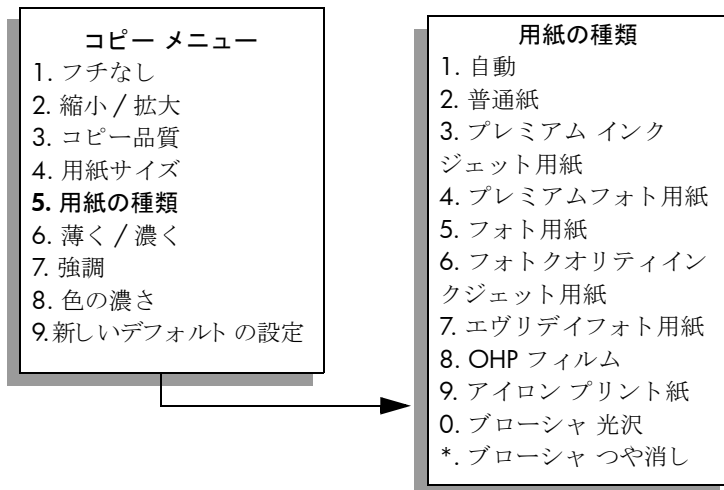 コピー メニュー
1. フチなし
2. 縮小 / 拡大
3. コピー品質
4. 用紙サイズ
5. 用紙の種類
6. 薄く / 濃く
7. 強調
8. 色の濃さ
9.新しいデフォルト の設定
用紙の種類
1. 自動
2. 普通紙
3. プレミアム インク
ジェット用紙
4. プレミアムフォト用紙
5. フォト用紙
6. フォトクオリティイン
クジェット用紙
7. エヴリデイフォト用紙
8. OHP フィルム
9. アイロン プリント紙
0. ブローシャ 光沢
*. ブローシャ つや消し